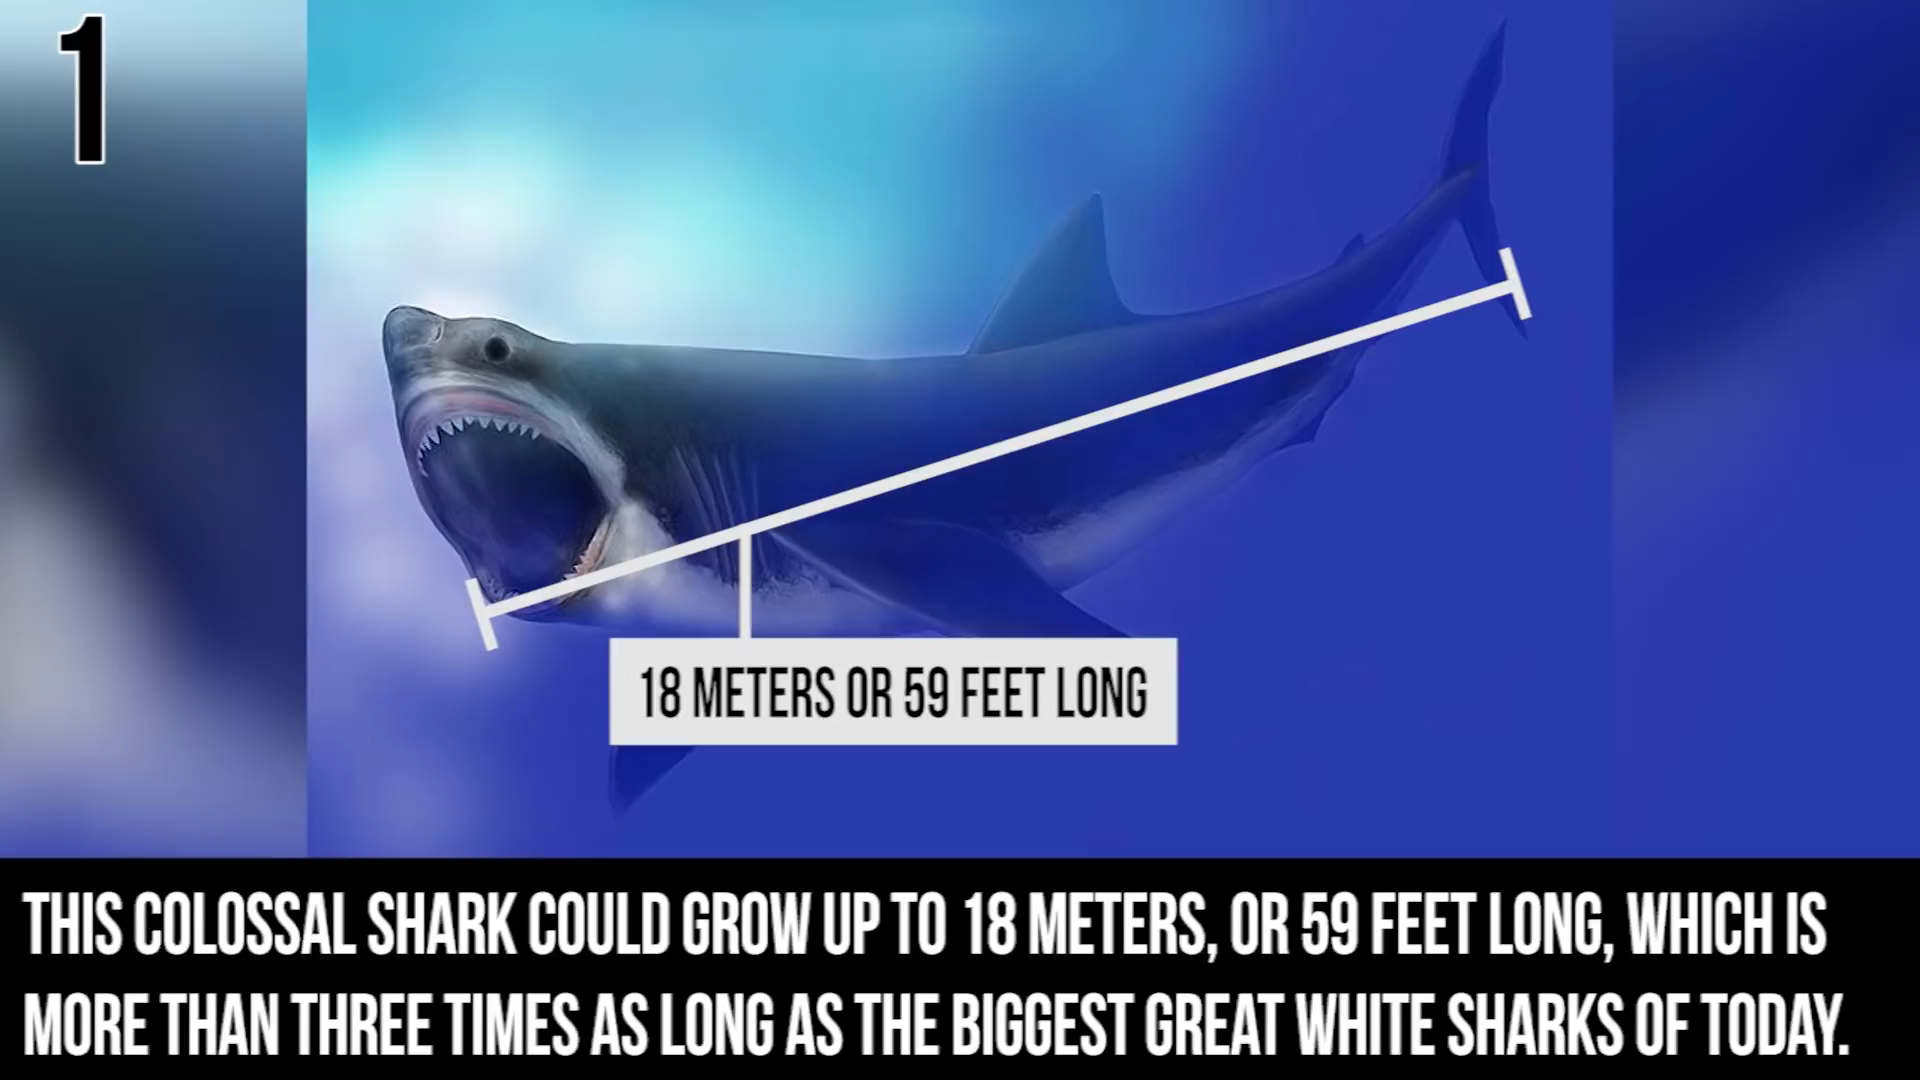 1
18 METERS OR 59 FEET LONG
THIS COLOSSAL SHARK COULD GROW UP TO 18 METERS, OR 59 FEET LONG, WHICH IS
MORE THAN THREE TIMES AS LONG AS THE BIGGEST GREAT WHITE SHARKS OF TODAY.